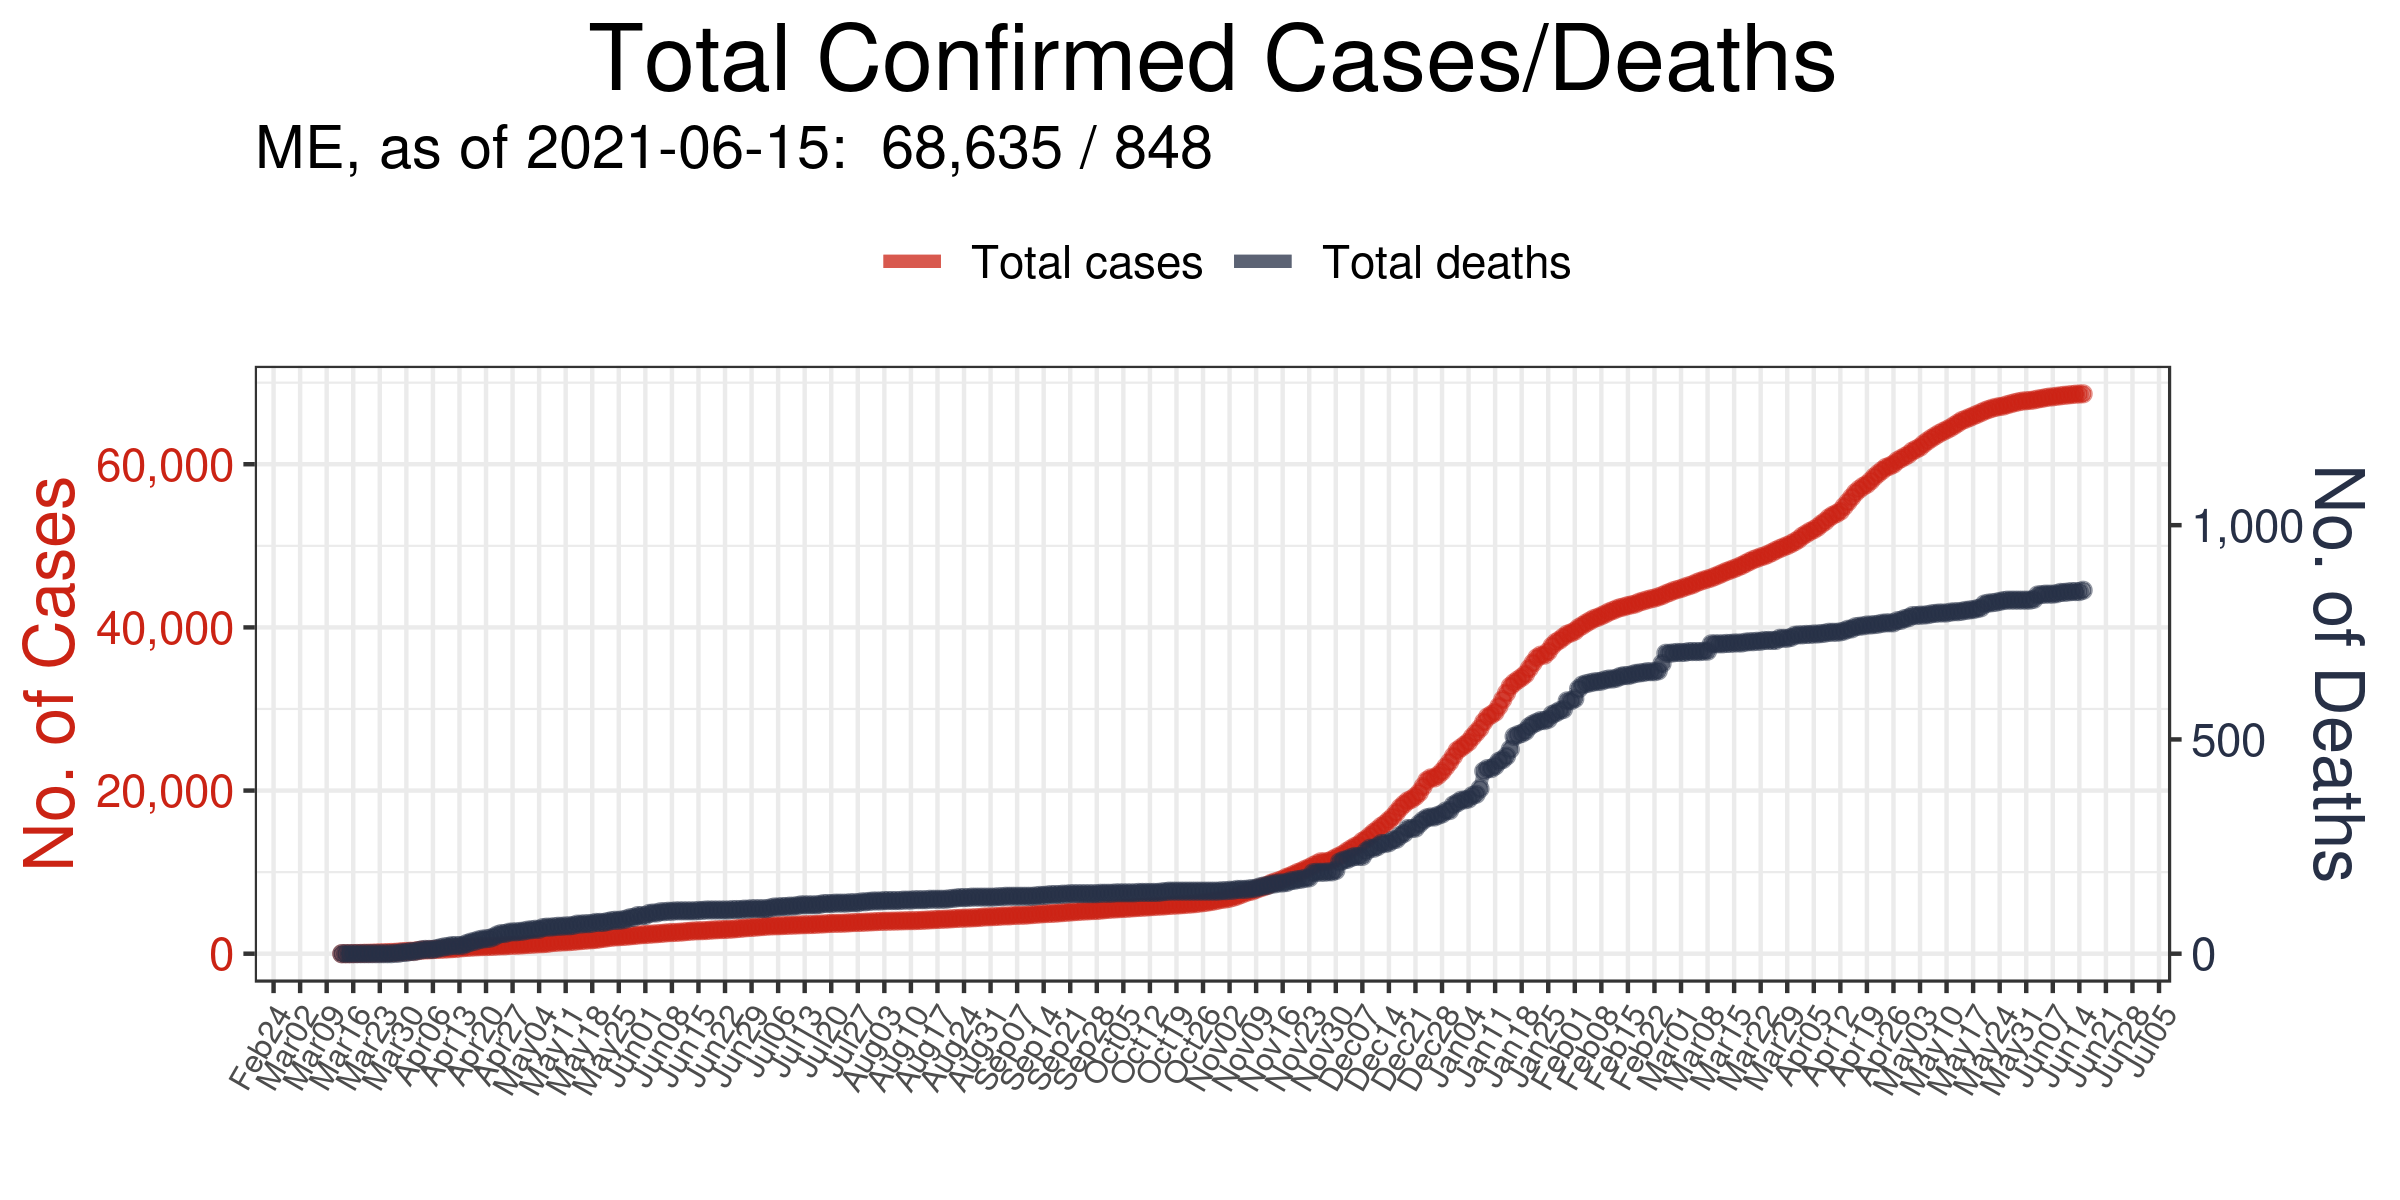 Total Confirmed Cases/Deaths
ME, as of 2021-06-15:  68,635 / 848
Total cases
Total deaths
No. of Cases
60,000
40,000
20,000
0
1,000
500
0
No. of Deaths
Feb24
Mar02
Mar09
Mar16
Mar23
Mar30
Apr06
Apr13
Apr20
Apr27
May04
May11
May18
May25
Jun01
Jun08
Jun15
Jun22
Jun29
Jul06
Jul13
Jul20
Jul27
Aug03
Aug10
Aug17
Aug24
Aug31
Sep07
Sep14
Sep21
Sep28
Oct05
Oct12
Oct19
Oct26
Nov02
Nov09
Nov16
Nov23
Nov30
Dec07
Dec14
Dec21
Dec28
Jan04
Jan11
Jan18
Jan25
Feb01
Feb08
Feb15
Feb22
Mar01
Mar08
Mar15
Mar22
Mar29
Apr05
Apr12
Apr19
Apr26
May03
May10
May17
May24
May31
Jun07
Jun14
Jun21
Jun28
Jul05